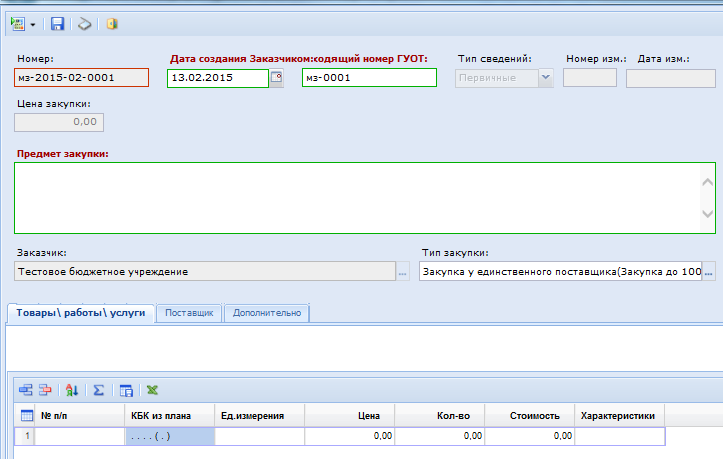 Номер: Дата создания Заказчиком:ходящий номер ГУОТ: Тип сведений: Номер изм.: Дата изм.:
мз-2015-02-0001 13.02.2015 мз-0001 Первичные
Цена закупки:
0,00
Предмет закупки:
Заказчик: Тип закупки:
Тестовое бюджетное учреждение ... Закупка у единственного поставщика(Закупка до 100 ...
Товары\ работы\ услуги Поставщик Дополнительно
№ п/п КБК из плана Ед.измерения Цена Кол-во Стоимость Характеристики
1 . . . . ( . ) 0,00 0,00 0,00